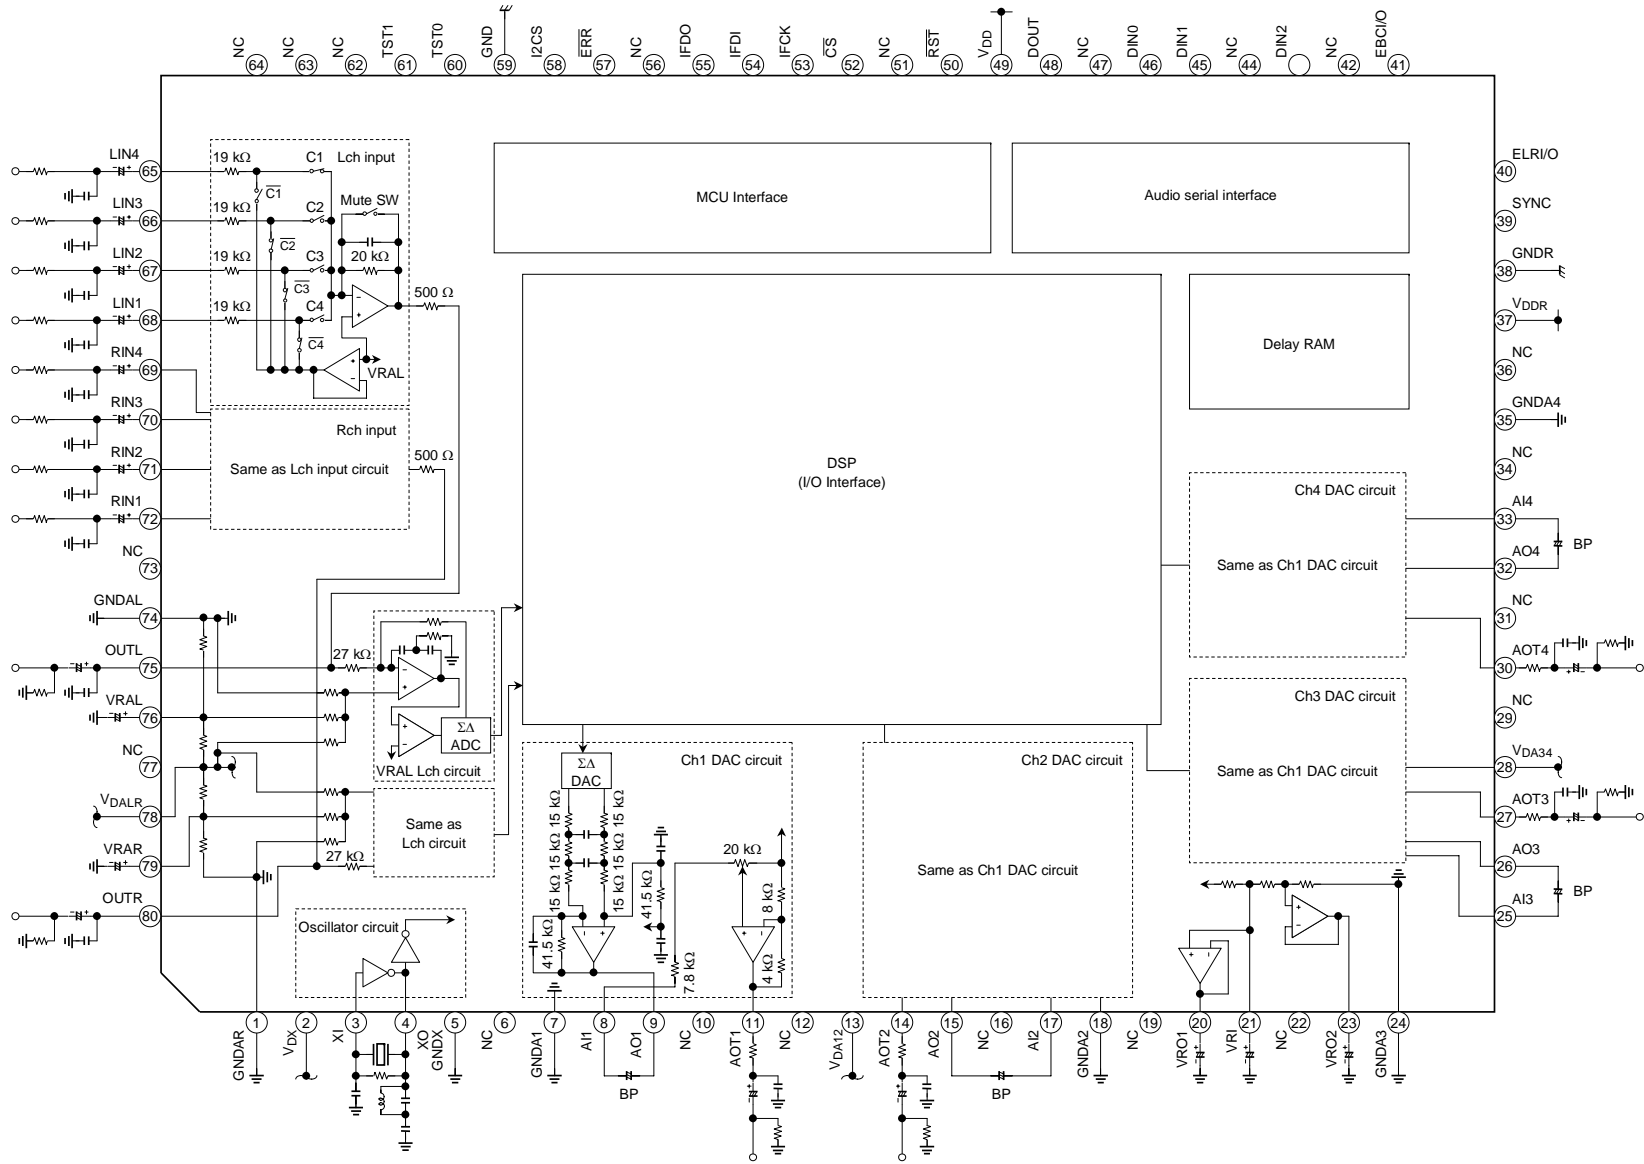 NC
NC
NC
TST1
TST0
GND
I2CS
ERR
NC
IFDO
IFDI
IFCK
CS
NC
RST
VDD
DOUT
NC
DIN0
DIN1
NC
DIN2
NC
EBCI/O
64
63
62
61
60
59
58
57
56
55
54
53
52
51
50
49
48
47
46
45
44
42
41
LIN4
65
19 kΩ
C1
Lch input
C1
Mute SW
LIN3
66
19 kΩ
C2
C2
LIN2
67
19 kΩ
C3
20 kΩ
C3
LIN1
68
19 kΩ
C4
500 Ω
C4
VRAL
RIN4
69
RIN3
70
Rch input
RIN2
71
Same as Lch input circuit
500 Ω
RIN1
72
NC
73
GNDAL
74
OUTL
75
27 kΩ
VRAL
76
NC
77
VDALR
78
VRAR
79
27 kΩ
OUTR
80
ΣΔ
ADC
VRAL Lch circuit
Same as
Lch circuit
Oscillator circuit
MCU Interface
Audio serial interface
DSP
(I/O Interface)
Delay RAM
Ch4 DAC circuit
Same as Ch1 DAC circuit
Ch3 DAC circuit
Same as Ch1 DAC circuit
Ch1 DAC circuit
ΣΔ
DAC
15 kΩ
15 kΩ
15 kΩ
15 kΩ
15 kΩ
15 kΩ
41.5 kΩ
41.5 kΩ
20 kΩ
7.8 kΩ
8 kΩ
4 kΩ
Ch2 DAC circuit
Same as Ch1 DAC circuit
ELRI/O
40
SYNC
39
GNDR
38
VDDR
37
NC
36
GNDA4
35
NC
34
AI4
33
BP
AO4
32
NC
31
AOT4
30
NC
29
VDA34
28
AOT3
27
AO3
26
BP
AI3
25
1
2
3
4
5
6
7
8
9
10
11
12
13
14
15
16
17
18
19
20
21
22
23
24
GNDAR
VDX
XI
XO
GNDX
NC
GNDA1
AI1
AO1
NC
AOT1
NC
VDA12
AOT2
AO2
NC
AI2
GNDA2
NC
VRO1
VRI
NC
VRO2
GNDA3
BP
BP